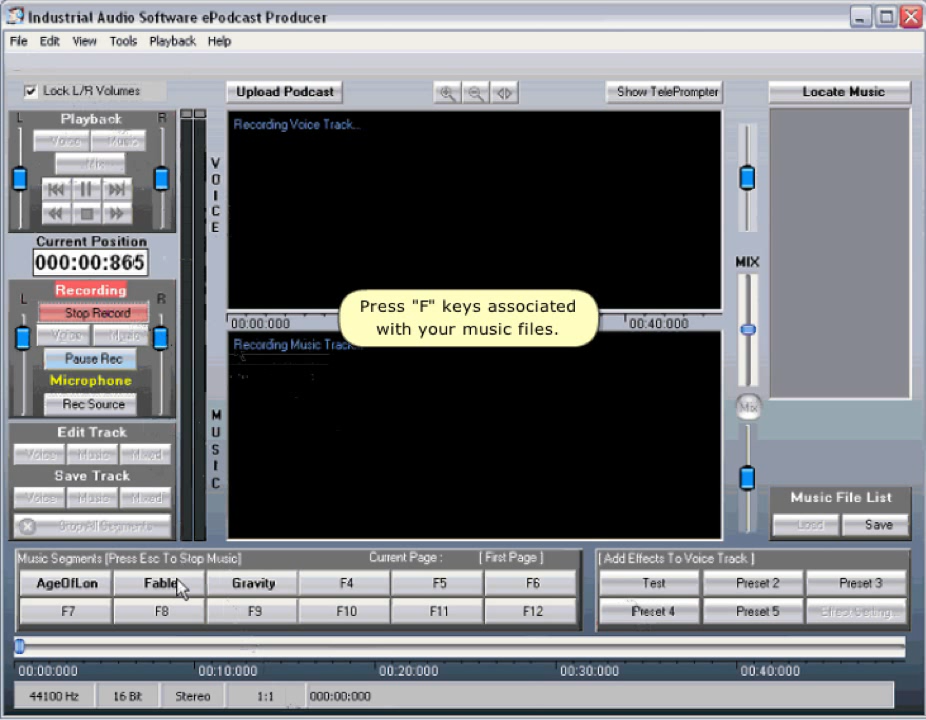 Industrial Audio Software ePodcast Producer
File Edit View Tools Playback Help
Lock L/R Volumes
Upload Podcast
Show TelePrompter
Locate Music
L Playback R
Voice Music
Mix
Current Position
000:00:865
Recording
L R
Stop Record
Voice Music
Pause Rec
Microphone
Rec Source
Edit Track
Voice Music Mixed
Save Track
Voice Music Mixed
Stop All Segments
VOICE
Recording Voice Track...
00:00:000 00:40:000
Press "F" keys associated
with your music files.
MUSIC
Recording Music Track...
MIX
Mix
Music File List
Load Save
Music Segments [Press Esc To Stop Music] Current Page : [ First Page ]
AgeOfLon Fable Gravity F4 F5 F6
F7 F8 F9 F10 F11 F12
[ Add Effects To Voice Track ]
Test Preset 2 Preset 3
Preset 4 Preset 5
00:00:000 00:10:000 00:20:000 00:30:000 00:40:000
44100 Hz 16 Bit Stereo 1:1 000:00:000